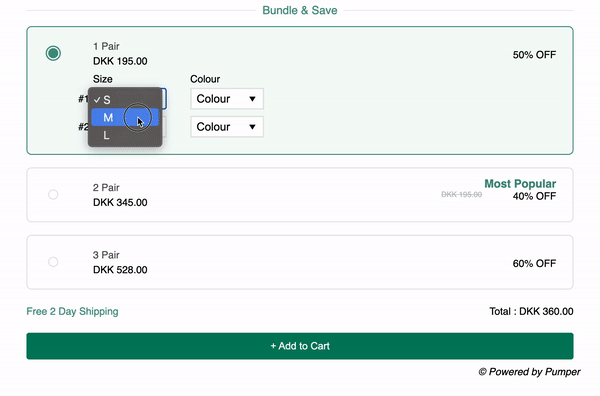 Bundle & Save
1 Pair
DKK 195.00
50% OFF
Size
Colour
#1
S
M
L
Colour
#2
Colour
2 Pair
DKK 345.00
Most Popular
DKK 195.00
40% OFF
3 Pair
DKK 528.00
60% OFF
Free 2 Day Shipping
Total : DKK 360.00
+ Add to Cart
© Powered by Pumper